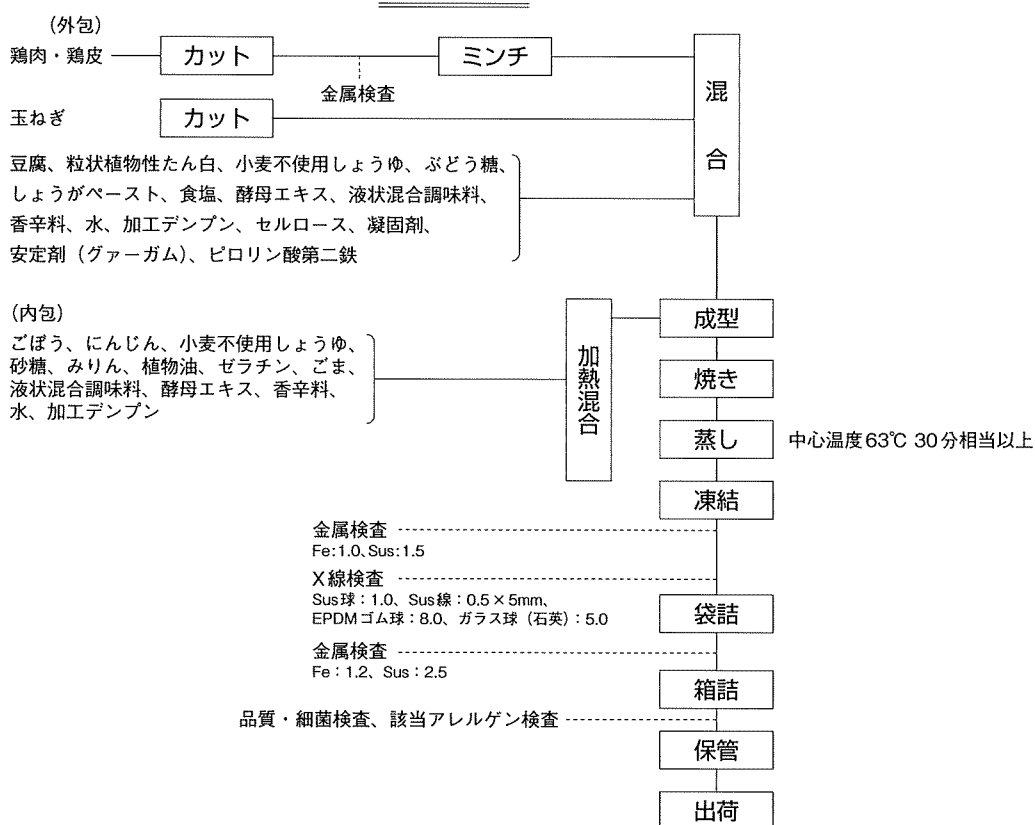 (外包)
鶏肉・鶏皮
カット
ミンチ
混合
金属検査
玉ねぎ
カット
豆腐、粒状植物性たん白、小麦不使用しょうゆ、ぶどう糖、
しょうがペースト、食塩、酵母エキス、液状混合調味料、
香辛料、水、加工デンプン、セルロース、凝固剤、
安定剤（グァーガム）、ピロリン酸第二鉄
(内包)
ごぼう、にんじん、小麦不使用しょうゆ、
砂糖、みりん、植物油、ゼラチン、ごま、
液状混合調味料、酵母エキス、香辛料、
水、加工デンプン
加熱混合
成型
焼き
蒸し
中心温度63℃ 30分相当以上
凍結
金属検査
Fe:1.0、Sus:1.5
X線検査
Sus球：1.0、Sus線：0.5×5mm、
EPDMゴム球：8.0、ガラス球（石英）：5.0
袋詰
金属検査
Fe：1.2、Sus：2.5
箱詰
品質・細菌検査、該当アレルゲン検査
保管
出荷